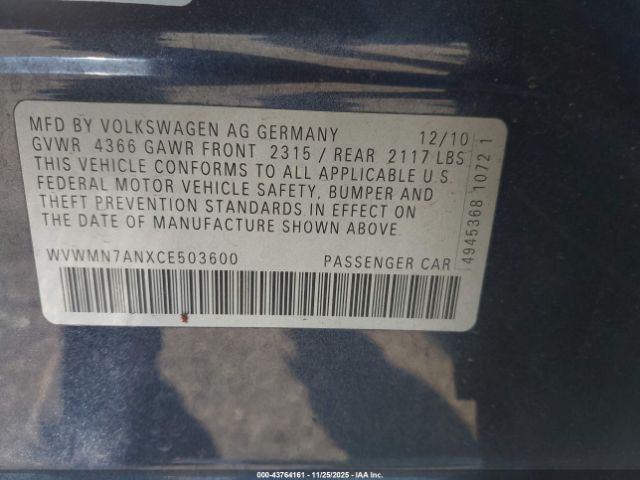 MFD BY VOLKSWAGEN AG GERMANY 12/10
GVWR 4366 GAWR FRONT 2315 / REAR 2117 LBS
THIS VEHICLE CONFORMS TO ALL APPLICABLE U.S.
FEDERAL MOTOR VEHICLE SAFETY, BUMPER AND
THEFT PREVENTION STANDARDS IN EFFECT ON
THE DATE OF MANUFACTURE SHOWN ABOVE.
WVWMN7ANXCE503600 PASSENGER CAR
4945368 1072 1
000-43764161 - 11/25/2025 - © IAA, Inc.